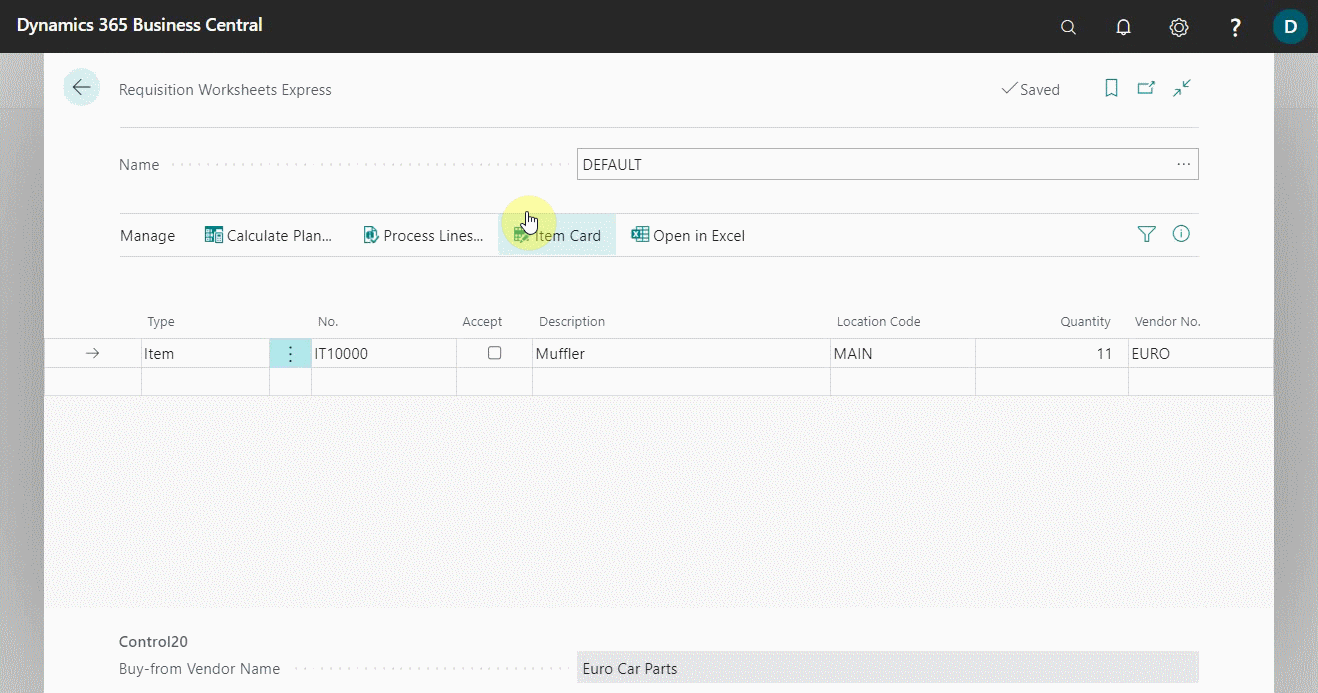 Dynamics 365 Business Central
? D
Requisition Worksheets Express Saved
Name DEFAULT ...
Manage Calculate Plan... Process Lines... Item Card Open in Excel
Type No. Accept Description Location Code Quantity Vendor No.
Item IT10000 Muffler MAIN 11 EURO
Control20
Buy-from Vendor Name Euro Car Parts